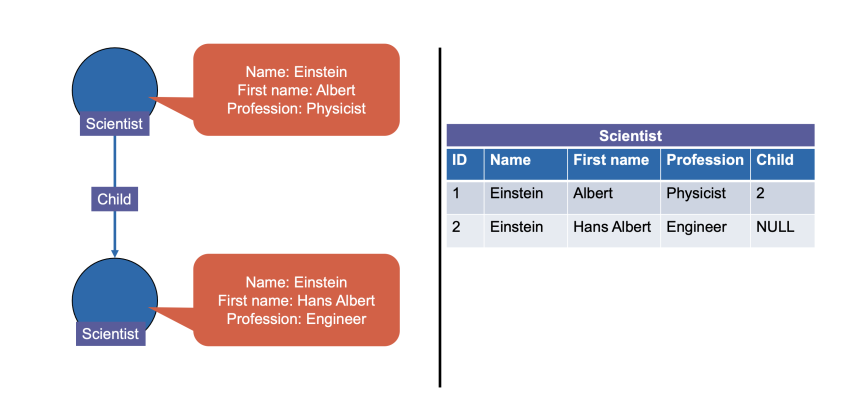 Name: Einstein
First name: Albert
Profession: Physicist
Scientist
Child
Name: Einstein
First name: Hans Albert
Profession: Engineer
Scientist
Scientist
ID Name First name Profession Child
1 Einstein Albert Physicist 2
2 Einstein Hans Albert Engineer NULL